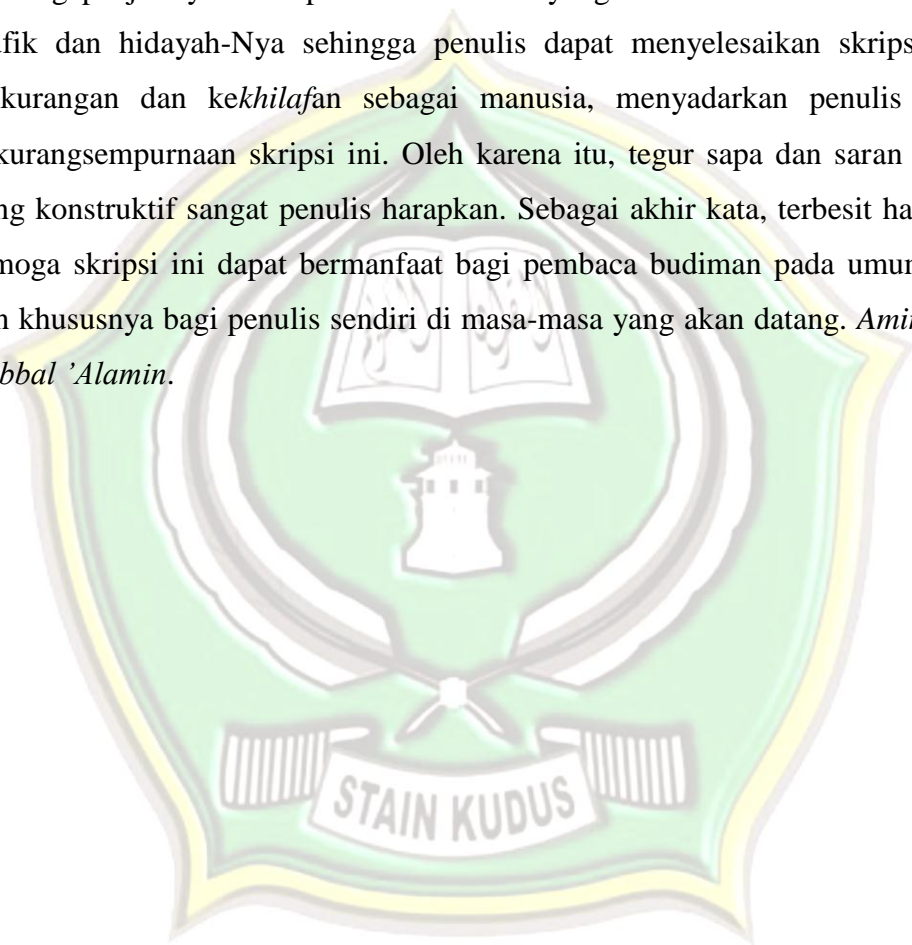 ufik dan hidayah-Nya sehingga penulis dapat menyelesaikan skrips
kurangan dan kekhilafan sebagai manusia, menyadarkan penulis
kurangsempurnaan skripsi ini. Oleh karena itu, tegur sapa dan saran
ng konstruktif sangat penulis harapkan. Sebagai akhir kata, terbesit ha
moga skripsi ini dapat bermanfaat bagi pembaca budiman pada umum
n khususnya bagi penulis sendiri di masa-masa yang akan datang. Amin
bbal ’Alamin.
STAIN KUDUS